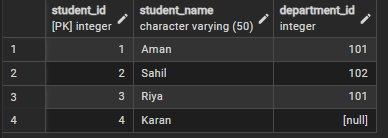 student_id student_name department_id
[PK] integer character varying (50) integer
1 1 Aman 101
2 2 Sahil 102
3 3 Riya 101
4 4 Karan [null]